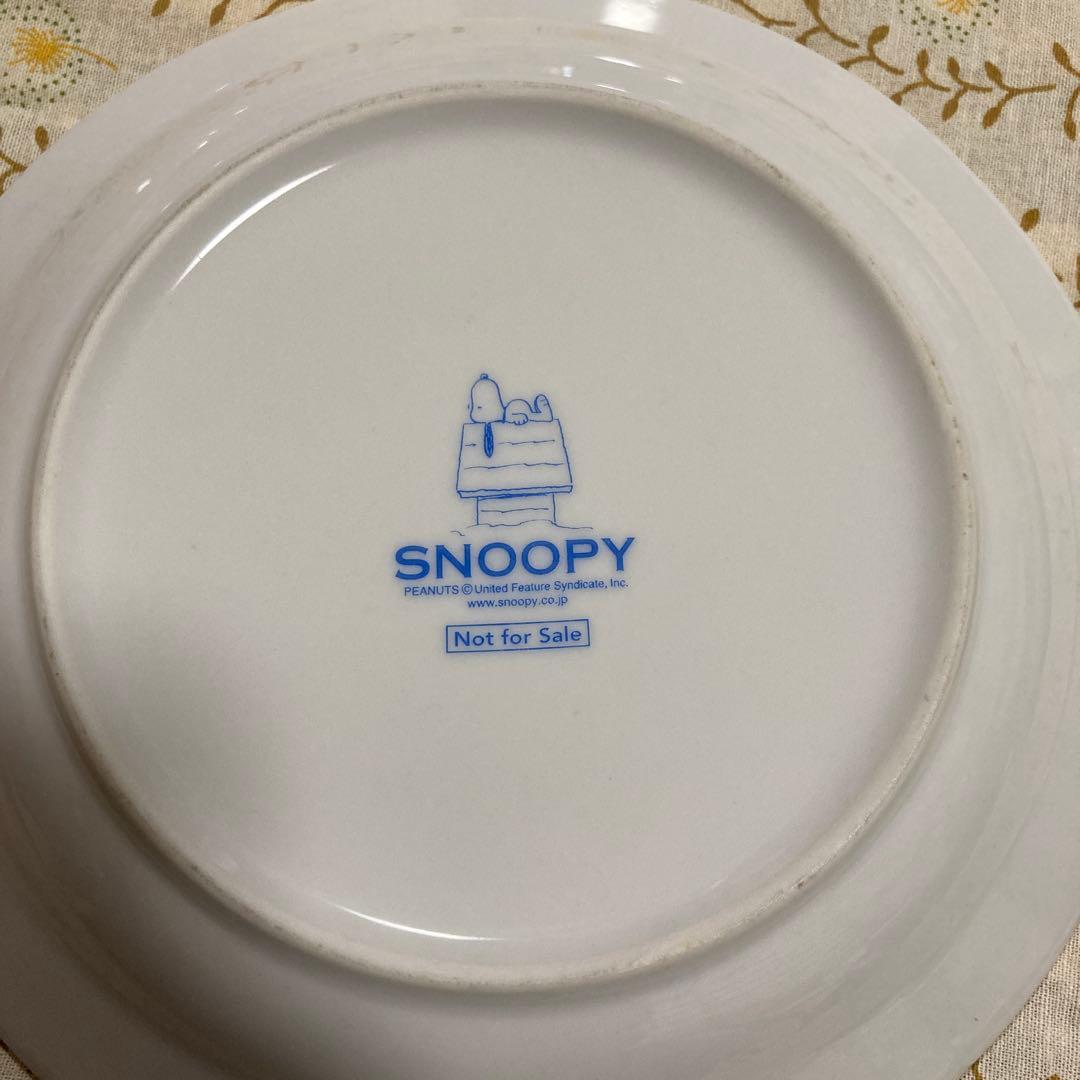 SNOOPY
PEANUTS © United Feature Syndicate, Inc.
www.snoopy.co.jp
Not for Sale